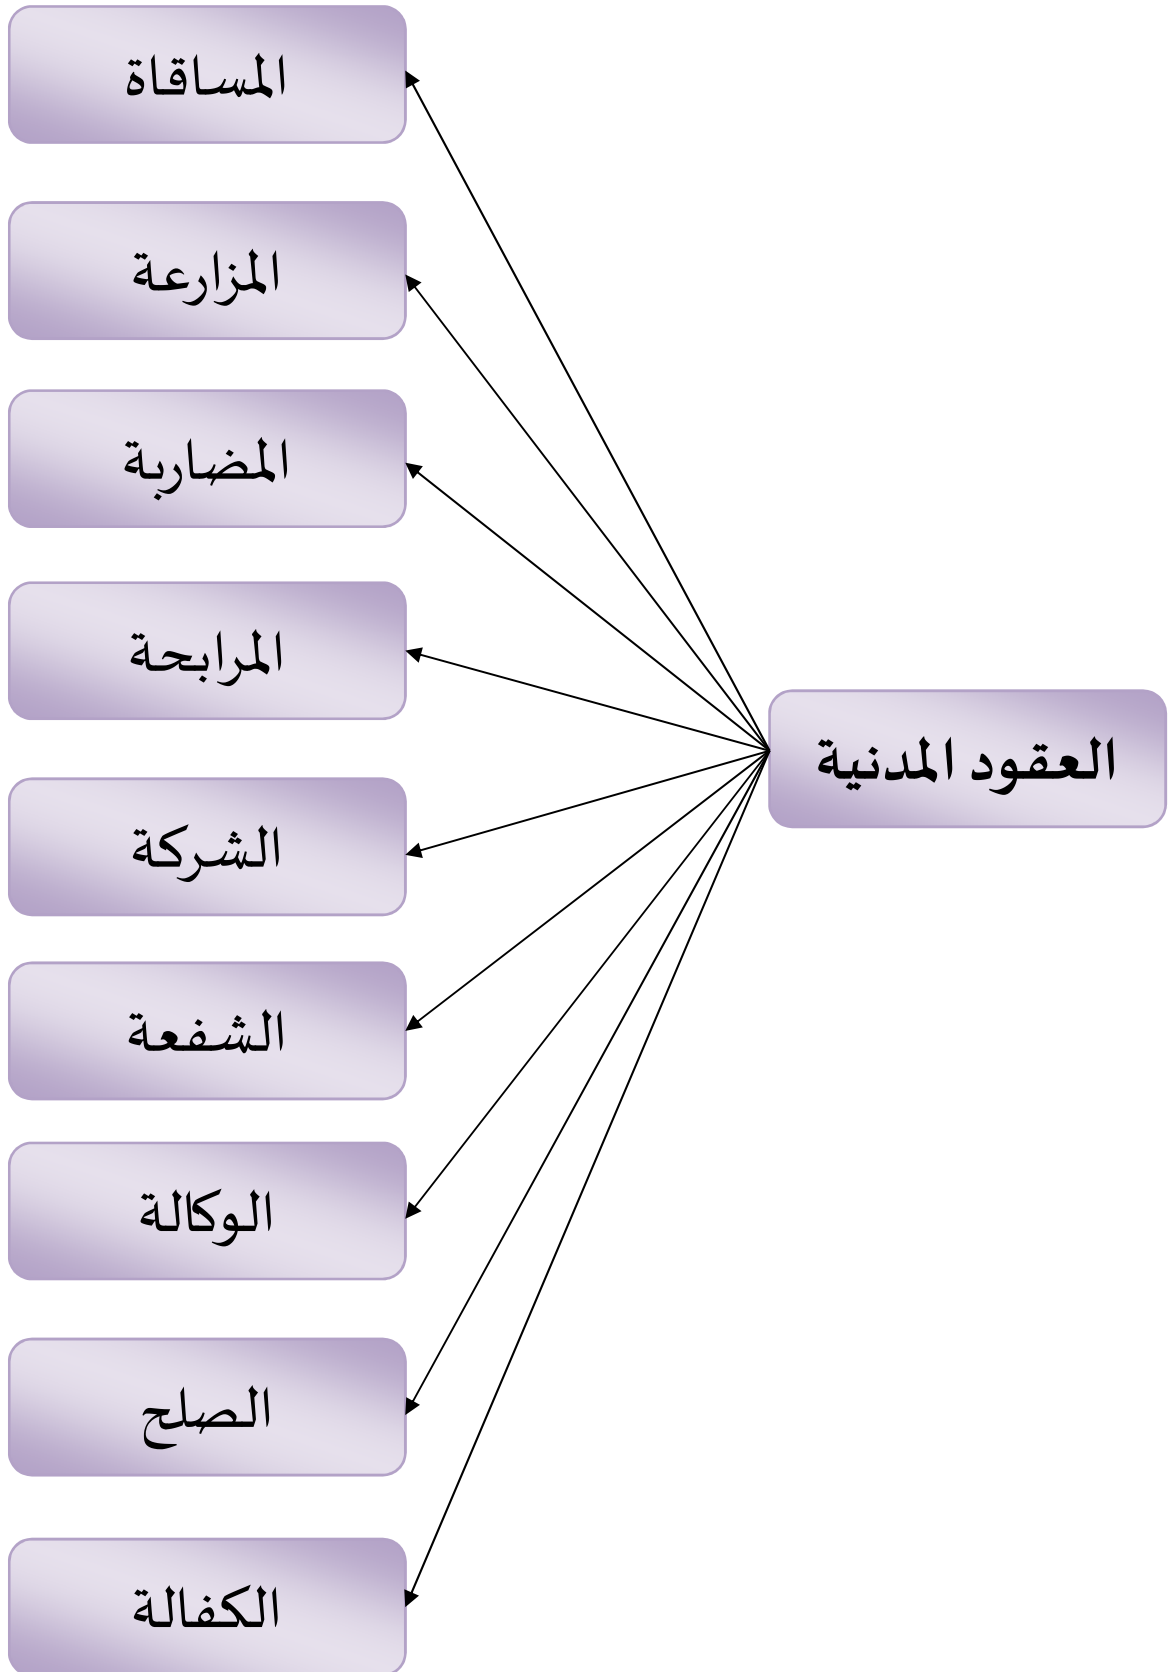 العقود المدنية
المساقاة
المزارعة
المضاربة
المرابحة
الشركة
الشفعة
الوكالة
الصلح
الكفالة